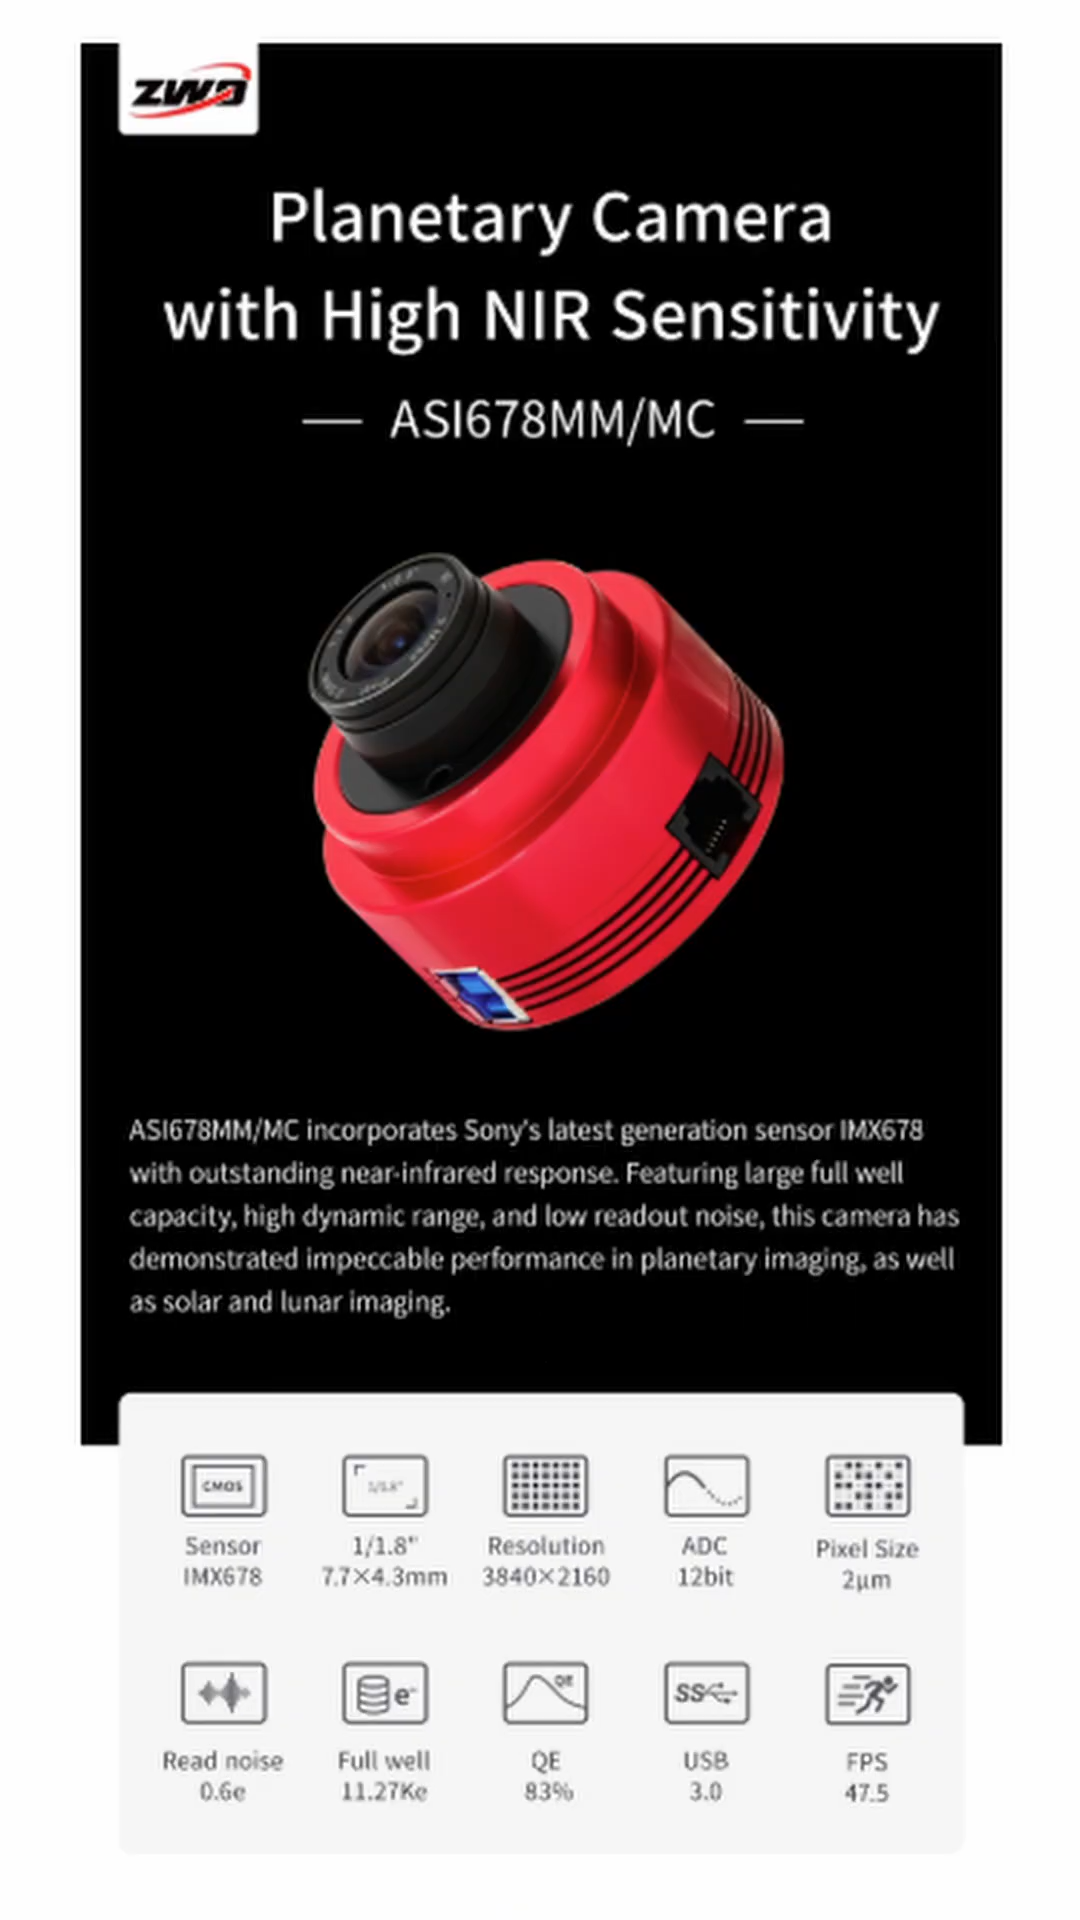 ZWO
Planetary Camera
with High NIR Sensitivity
— ASI678MM/MC —
ASI678MM/MC incorporates Sony's latest generation sensor IMX678
with outstanding near-infrared response. Featuring large full well
capacity, high dynamic range, and low readout noise, this camera has
demonstrated impeccable performance in planetary imaging, as well
as solar and lunar imaging.
CMOS
1/1.8"
Sensor
IMX678
1/1.8"
7.7×4.3mm
Resolution
3840×2160
ADC
12bit
Pixel Size
2μm
e⁻
QE
SS
Read noise
0.6e
Full well
11.27Ke
QE
83%
USB
3.0
FPS
47.5